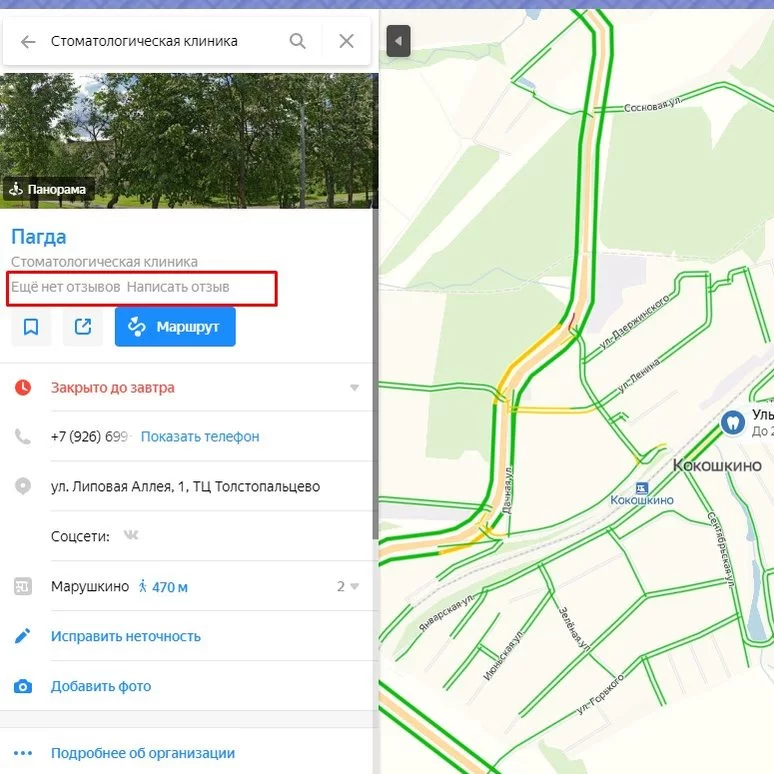 Стоматологическая клиника
Панорама
Пагда
Стоматологическая клиника
Ещё нет отзывов Написать отзыв
Маршрут
Закрыто до завтра
+7 (926) 699 Показать телефон
ул. Липовая Аллея, 1, ТЦ Толстопальцево
Соцсети:
Марушкино 470 м 2
Исправить неточность
Добавить фото
Подробнее об организации
Сосновая ул.
ул. Дзержинского
ул. Ленина
Уль
До 2
Кокошкино
Кокошкино
Дачная ул.
Сентябрьская ул.
Январская ул.
Зелёная ул.
Июньская ул.
ул. Горького